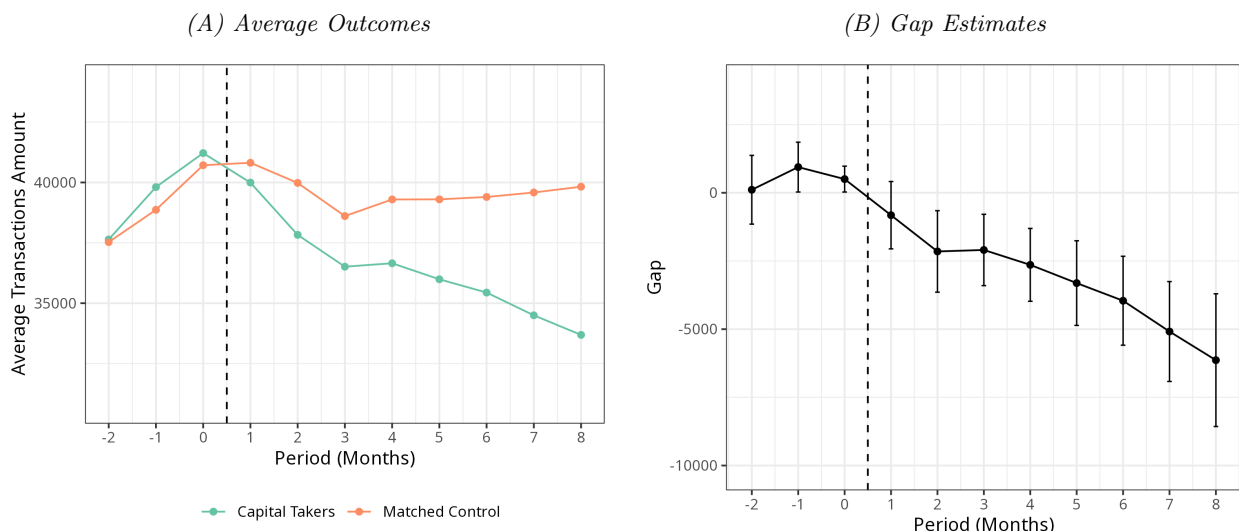 (A) Average Outcomes
Average Transactions Amount
40000
35000
-2 -1 0 1 2 3 4 5 6 7 8
Period (Months)
Capital Takers Matched Control
(B) Gap Estimates
Gap
0
-5000
-10000
-2 -1 0 1 2 3 4 5 6 7 8
Period (Months)